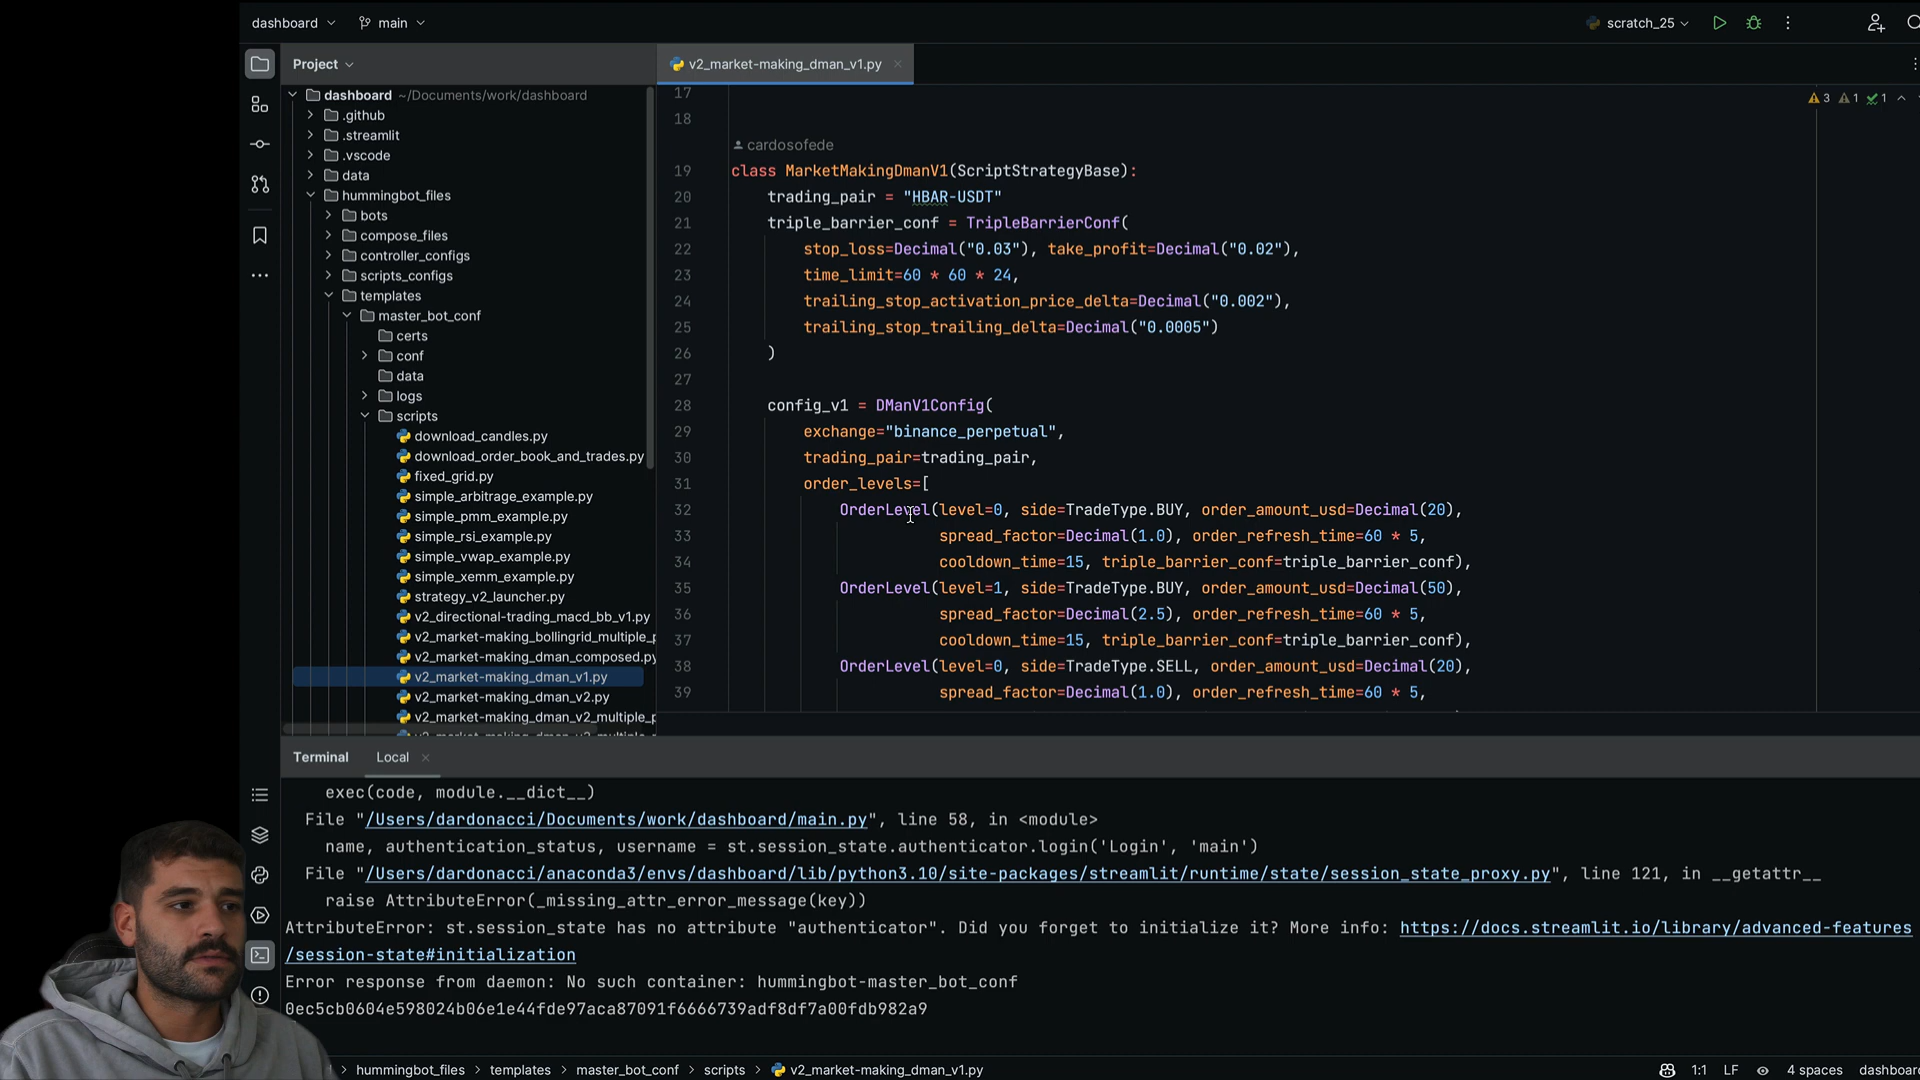 dashboard
main
scratch_25
Project
v2_market-making_dman_v1.py
dashboard ~/Documents/work/dashboard
.github
.streamlit
.vscode
data
hummingbot_files
bots
compose_files
controller_configs
scripts_configs
templates
master_bot_conf
certs
conf
data
logs
scripts
download_candles.py
download_order_book_and_trades.py
fixed_grid.py
simple_arbitrage_example.py
simple_pmm_example.py
simple_rsi_example.py
simple_vwap_example.py
simple_xemm_example.py
strategy_v2_launcher.py
v2_directional-trading_macd_bb_v1.py
v2_market-making_bollingrid_multiple_p
v2_market-making_dman_composed.py
v2_market-making_dman_v1.py
v2_market-making_dman_v2.py
v2_market-making_dman_v2_multiple_p
3 1 1
17
18
cardosofede
19 class MarketMakingDmanV1(ScriptStrategyBase):
20 trading_pair = "HBAR-USDT"
21 triple_barrier_conf = TripleBarrierConf(
22 stop_loss=Decimal("0.03"), take_profit=Decimal("0.02"),
23 time_limit=60 * 60 * 24,
24 trailing_stop_activation_price_delta=Decimal("0.002"),
25 trailing_stop_trailing_delta=Decimal("0.0005")
26 )
27
28 config_v1 = DManV1Config(
29 exchange="binance_perpetual",
30 trading_pair=trading_pair,
31 order_levels=[
32 OrderLevel(level=0, side=TradeType.BUY, order_amount_usd=Decimal(20),
33 spread_factor=Decimal(1.0), order_refresh_time=60 * 5,
34 cooldown_time=15, triple_barrier_conf=triple_barrier_conf),
35 OrderLevel(level=1, side=TradeType.BUY, order_amount_usd=Decimal(50),
36 spread_factor=Decimal(2.5), order_refresh_time=60 * 5,
37 cooldown_time=15, triple_barrier_conf=triple_barrier_conf),
38 OrderLevel(level=0, side=TradeType.SELL, order_amount_usd=Decimal(20),
39 spread_factor=Decimal(1.0), order_refresh_time=60 * 5,
Terminal Local
exec(code, module.__dict__)
File "/Users/dardonacci/Documents/work/dashboard/main.py", line 58, in <module>
name, authentication_status, username = st.session_state.authenticator.login('Login', 'main')
File "/Users/dardonacci/anaconda3/envs/dashboard/lib/python3.10/site-packages/streamlit/runtime/state/session_state_proxy.py", line 121, in __getattr__
raise AttributeError(_missing_attr_error_message(key))
AttributeError: st.session_state has no attribute "authenticator". Did you forget to initialize it? More info: https://docs.streamlit.io/library/advanced-features
/session-state#initialization
Error response from daemon: No such container: hummingbot-master_bot_conf
0ec5cb0604e598024b06e1e44fde97aca87091f6666739adf8df7a00fdb982a9
hummingbot_files > templates > master_bot_conf > scripts > v2_market-making_dman_v1.py
1:1 LF 4 spaces dashboard